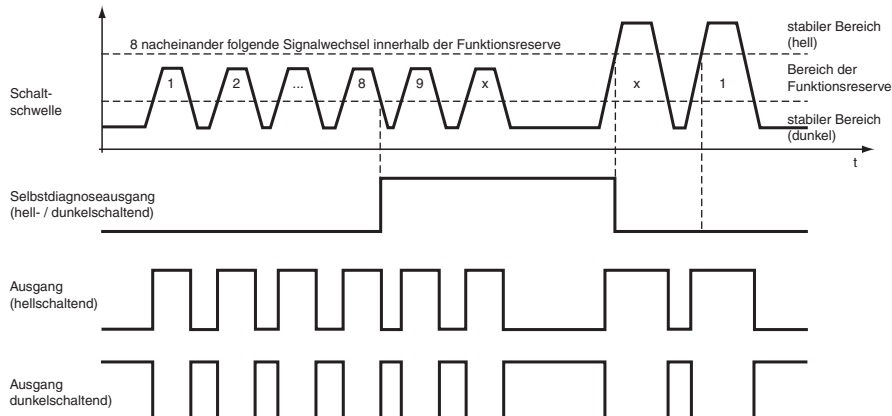 stabiler Bereich
(hell)
8 nacheinander folgende Signalwechsel innerhalb der Funktionsreserve
Bereich der
Funktionsreserve
Schalt-
schwelle
1 2 ... 8 9 x x 1
stabiler Bereich
(dunkel)
t
Selbstdiagnoseausgang
(hell- / dunkelschaltend)
Ausgang
(hellschaltend)
Ausgang
dunkelschaltend)